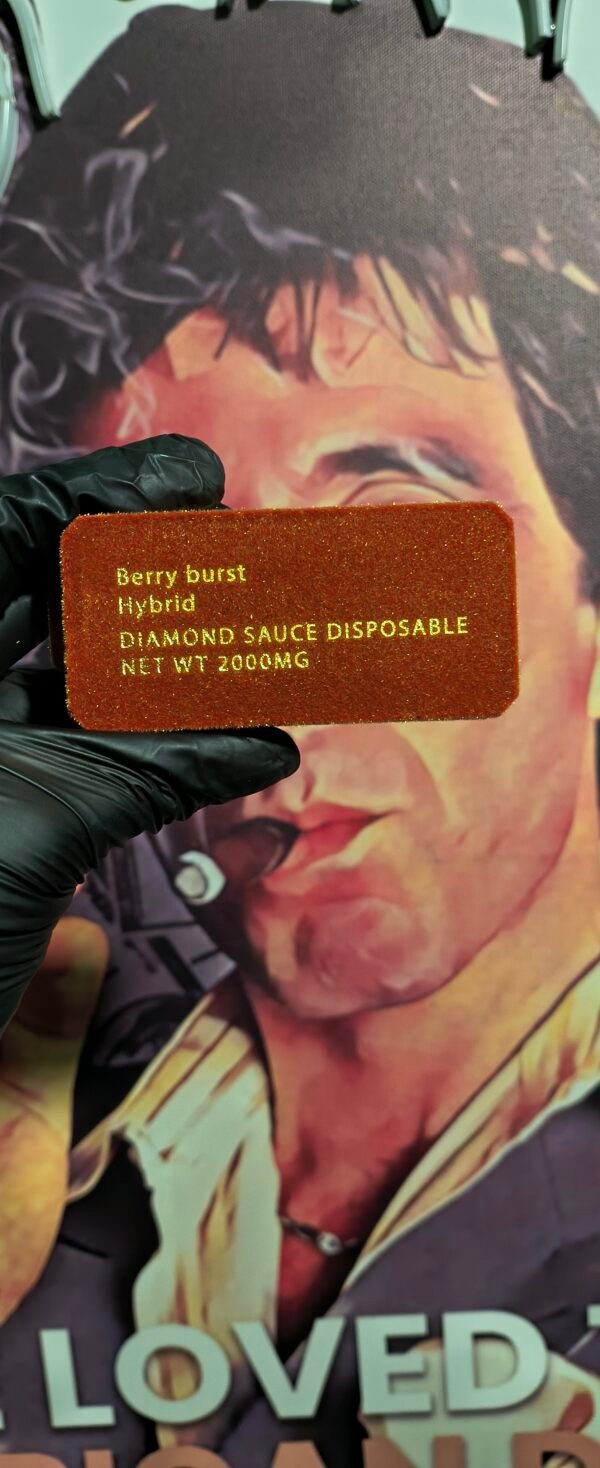 Berry burst
Hybrid
DIAMOND SAUCE DISPOSABLE
NET WT 2000MG
LOVED